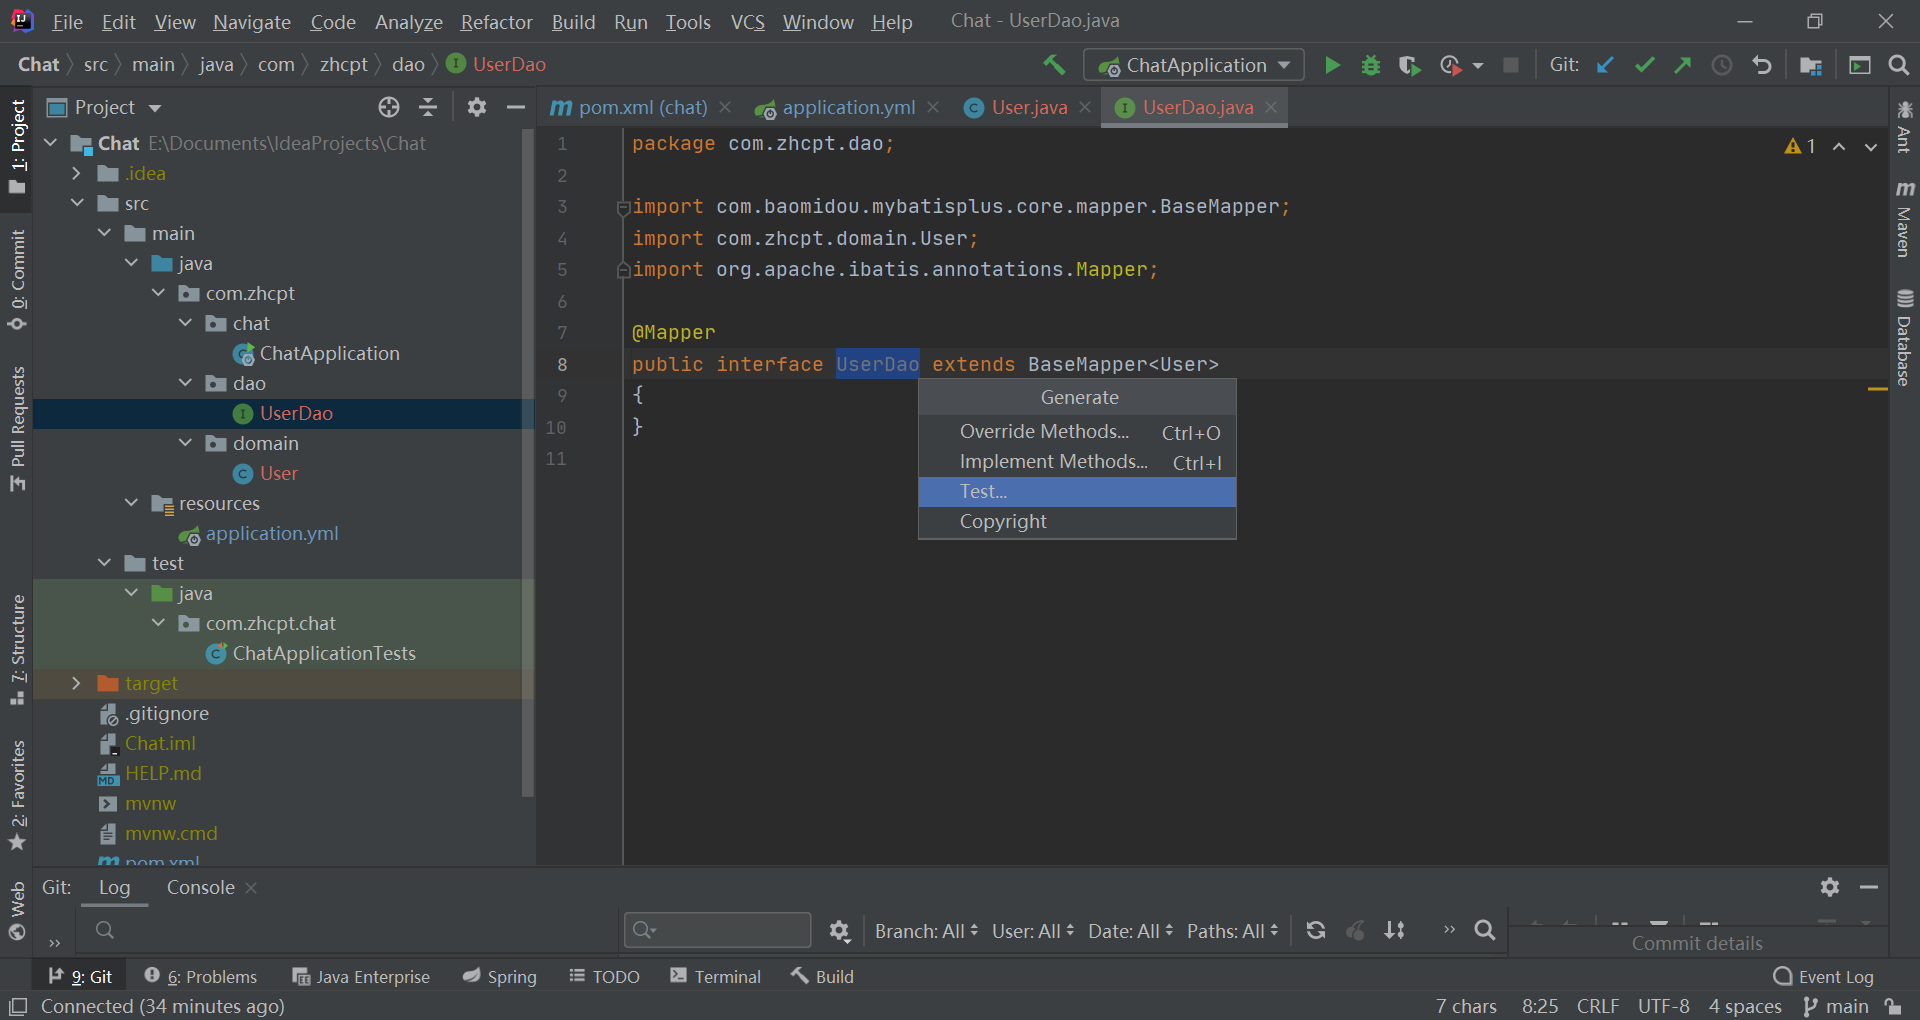 File Edit View Navigate Code Analyze Refactor Build Run Tools VCS Window Help Chat - UserDao.java
Chat src main java com zhcpt dao UserDao
ChatApplication Git:
1: Project
0: Commit
Pull Requests
7: Structure
2: Favorites
Web
Project
Chat E:\Documents\IdeaProjects\Chat
.idea
src
main
java
com.zhcpt
chat
ChatApplication
dao
UserDao
domain
User
resources
application.yml
test
java
com.zhcpt.chat
ChatApplicationTests
target
.gitignore
Chat.iml
HELP.md
mvnw
mvnw.cmd
pom.xml
pom.xml (chat) application.yml User.java UserDao.java
1 package com.zhcpt.dao;
2
3 import com.baomidou.mybatisplus.core.mapper.BaseMapper;
4 import com.zhcpt.domain.User;
5 import org.apache.ibatis.annotations.Mapper;
6
7 @Mapper
8 public interface UserDao extends BaseMapper<User>
9 {
10 }
11
1
Generate
Override Methods... Ctrl+O
Implement Methods... Ctrl+I
Test...
Copyright
Ant
Maven
Database
Git: Log Console
Branch: All User: All Date: All Paths: All
Commit details
9: Git 6: Problems Java Enterprise Spring TODO Terminal Build Event Log
Connected (34 minutes ago) 7 chars 8:25 CRLF UTF-8 4 spaces main